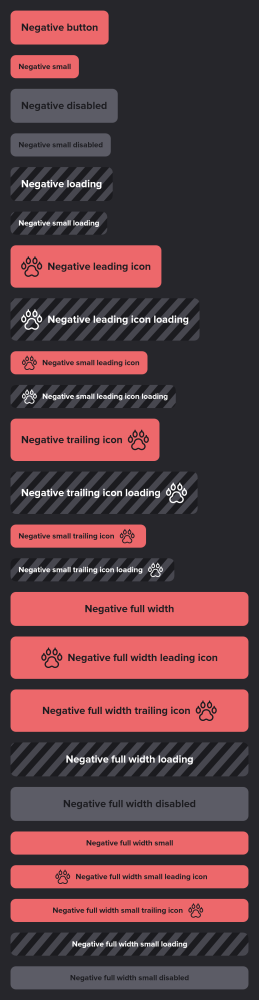 Negative button
Negative small
Negative disabled
Negative small disabled
Negative loading
Negative small loading
Negative leading icon
Negative leading icon loading
Negative small leading icon
Negative small leading icon loading
Negative trailing icon
Negative trailing icon loading
Negative small trailing icon
Negative small trailing icon loading
Negative full width
Negative full width leading icon
Negative full width trailing icon
Negative full width loading
Negative full width disabled
Negative full width small
Negative full width small leading icon
Negative full width small trailing icon
Negative full width small loading
Negative full width small disabled